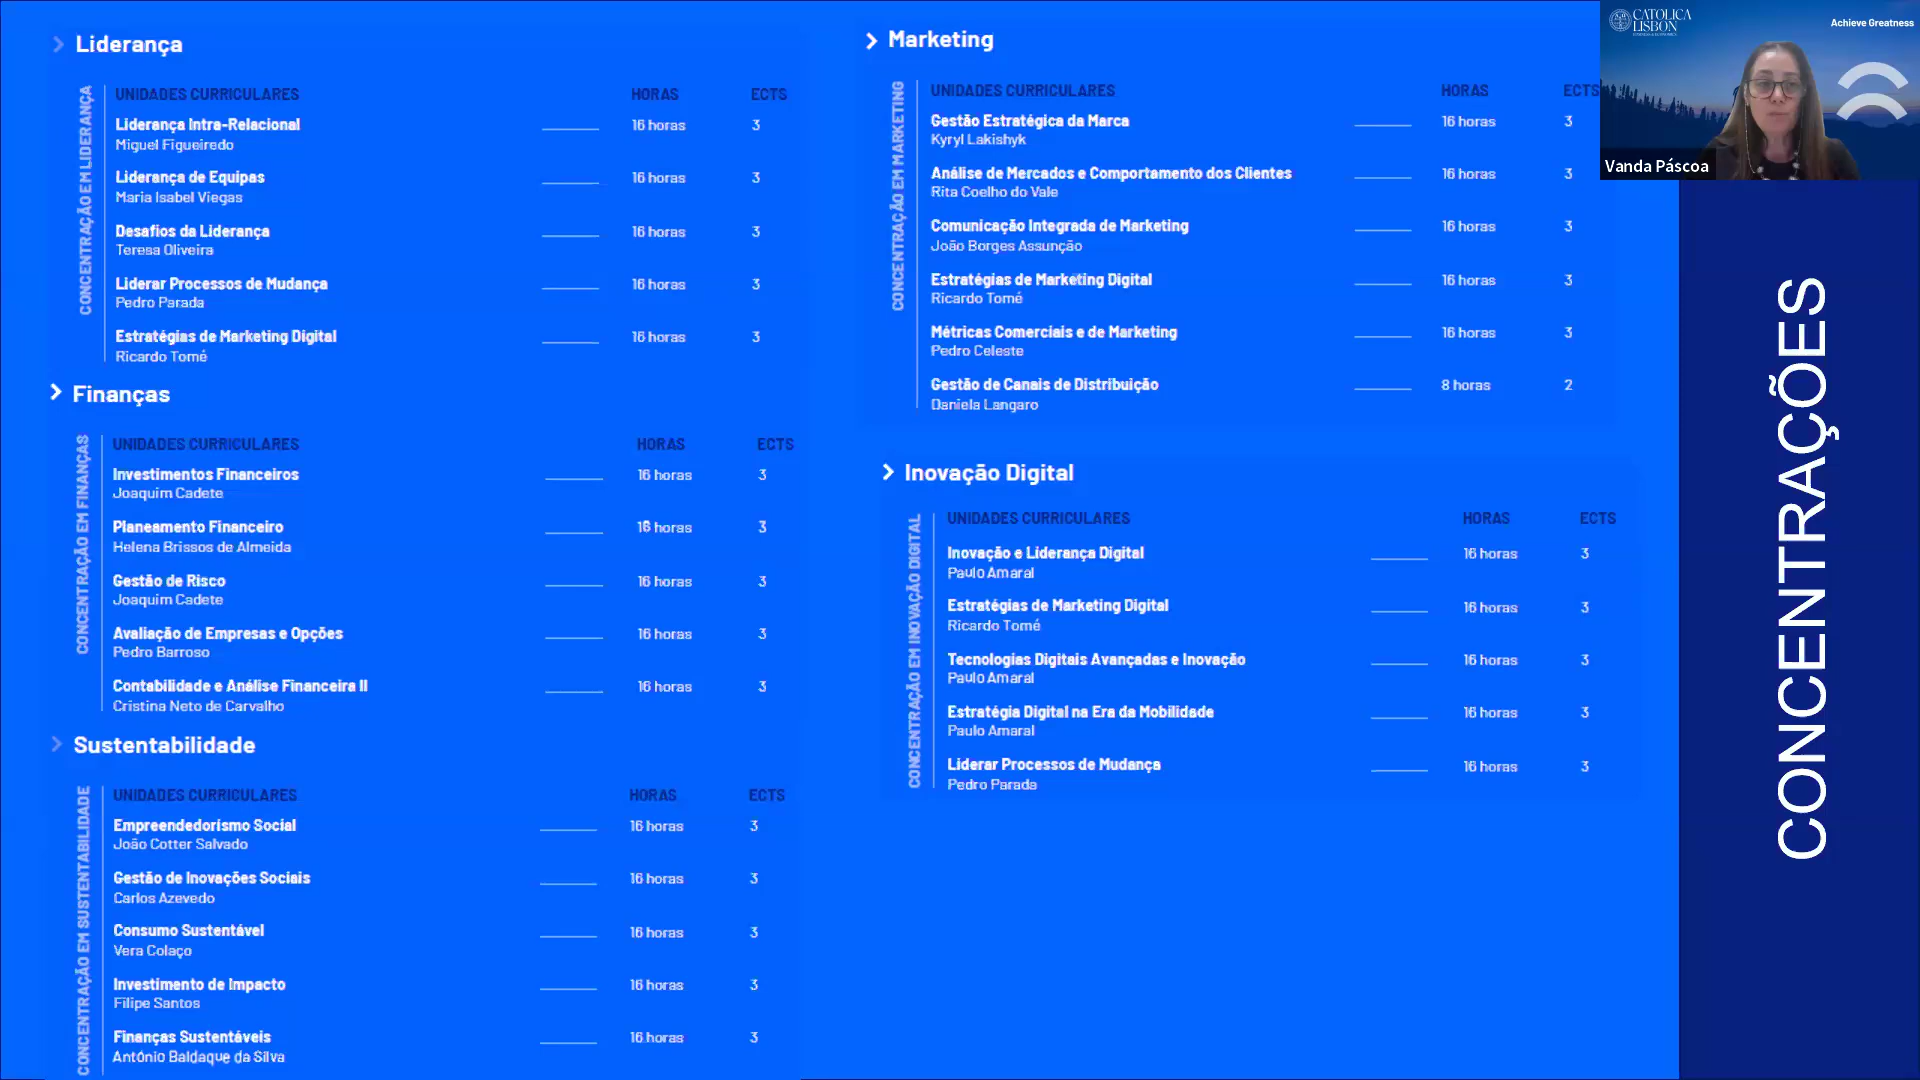 Liderança
CONCENTRAÇÃO EM LIDERANÇA
UNIDADES CURRICULARES HORAS ECTS
Liderança Intra-Relacional 16 horas 3
Miguel Figueiredo
Liderança de Equipas 16 horas 3
Maria Isabel Viegas
Desafios da Liderança 16 horas 3
Teresa Oliveira
Liderar Processos de Mudança 16 horas 3
Pedro Parada
Estratégias de Marketing Digital 16 horas 3
Ricardo Tomé
Finanças
CONCENTRAÇÃO EM FINANÇAS
UNIDADES CURRICULARES HORAS ECTS
Investimentos Financeiros 16 horas 3
Joaquim Cadete
Planeamento Financeiro 16 horas 3
Helena Brissos de Almeida
Gestão de Risco 16 horas 3
Joaquim Cadete
Avaliação de Empresas e Opções 16 horas 3
Pedro Barroso
Contabilidade e Análise Financeira II 16 horas 3
Cristina Neto de Carvalho
Sustentabilidade
CONCENTRAÇÃO EM SUSTENTABILIDADE
UNIDADES CURRICULARES HORAS ECTS
Empreendedorismo Social 16 horas 3
João Cotter Salvado
Gestão de Inovações Sociais 16 horas 3
Carlos Azevedo
Consumo Sustentável 16 horas 3
Vera Colaço
Investimento de Impacto 16 horas 3
Filipe Santos
Finanças Sustentáveis 16 horas 3
António Baldaque da Silva
Marketing
CONCENTRAÇÃO EM MARKETING
UNIDADES CURRICULARES HORAS ECTS
Gestão Estratégica da Marca 16 horas 3
Kyryl Lakishyk
Análise de Mercados e Comportamento dos Clientes 16 horas 3
Rita Coelho do Vale
Comunicação Integrada de Marketing 16 horas 3
João Borges Assunção
Estratégias de Marketing Digital 16 horas 3
Ricardo Tomé
Métricas Comerciais e de Marketing 16 horas 3
Pedro Celeste
Gestão de Canais de Distribuição 8 horas 2
Daniela Langaro
Inovação Digital
CONCENTRAÇÃO EM INOVAÇÃO DIGITAL
UNIDADES CURRICULARES HORAS ECTS
Inovação e Liderança Digital 16 horas 3
Paulo Amaral
Estratégias de Marketing Digital 16 horas 3
Ricardo Tomé
Tecnologias Digitais Avançadas e Inovação 16 horas 3
Paulo Amaral
Estratégia Digital na Era da Mobilidade 16 horas 3
Paulo Amaral
Liderar Processos de Mudança 16 horas 3
Pedro Parada
CATOLICA
LISBON
Achieve Greatness
Vanda Páscoa
CONCENTRAÇÕES